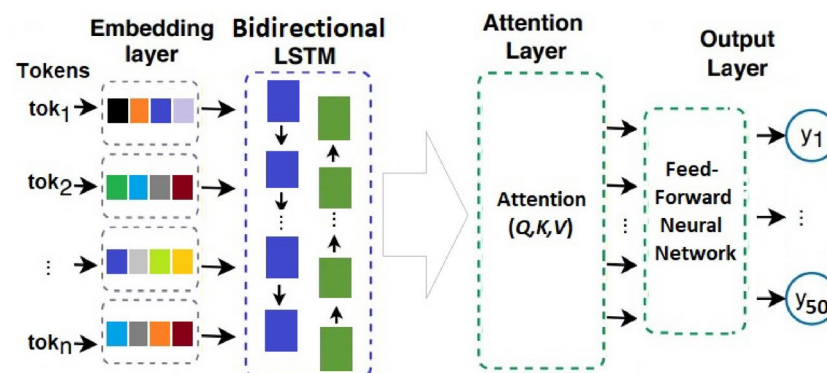 Embedding
layer
Bidirectional
LSTM
Attention
Layer
Output
Layer
Tokens
tok1
tok2
...
tokn
...
...
Attention
(Q,K,V)
...
Feed-
Forward
Neural
Network
y1
...
y50